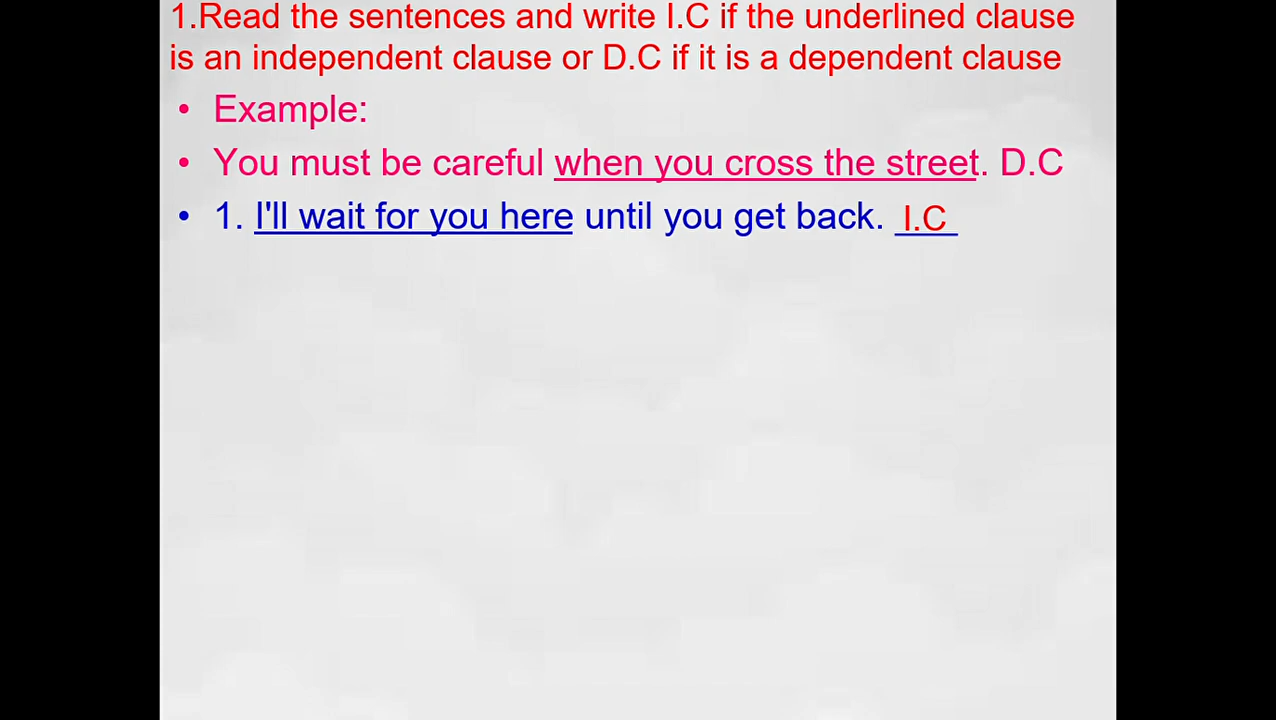 1.Read the sentences and write I.C if the underlined clause
is an independent clause or D.C if it is a dependent clause
• Example:
• You must be careful when you cross the street. D.C
• 1. I'll wait for you here until you get back. I.C